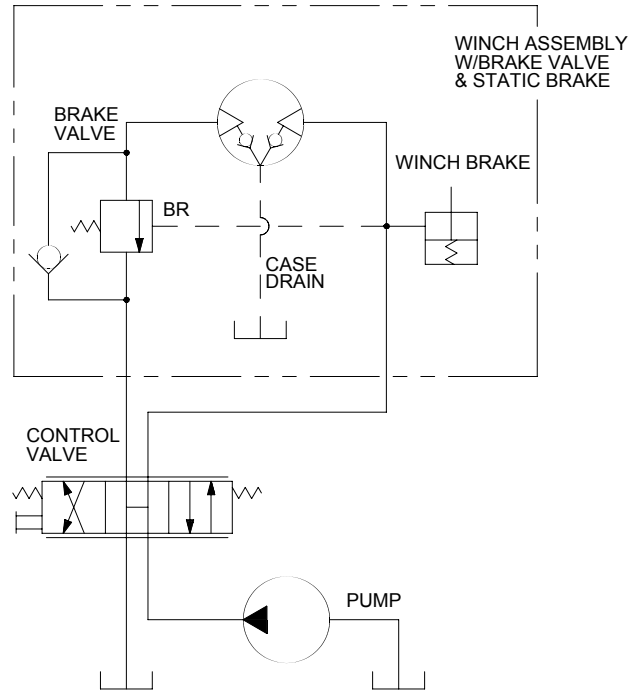 WINCH ASSEMBLY
W/BRAKE VALVE
& STATIC BRAKE
BRAKE
VALVE
WINCH BRAKE
BR
CASE
DRAIN
CONTROL
VALVE
PUMP